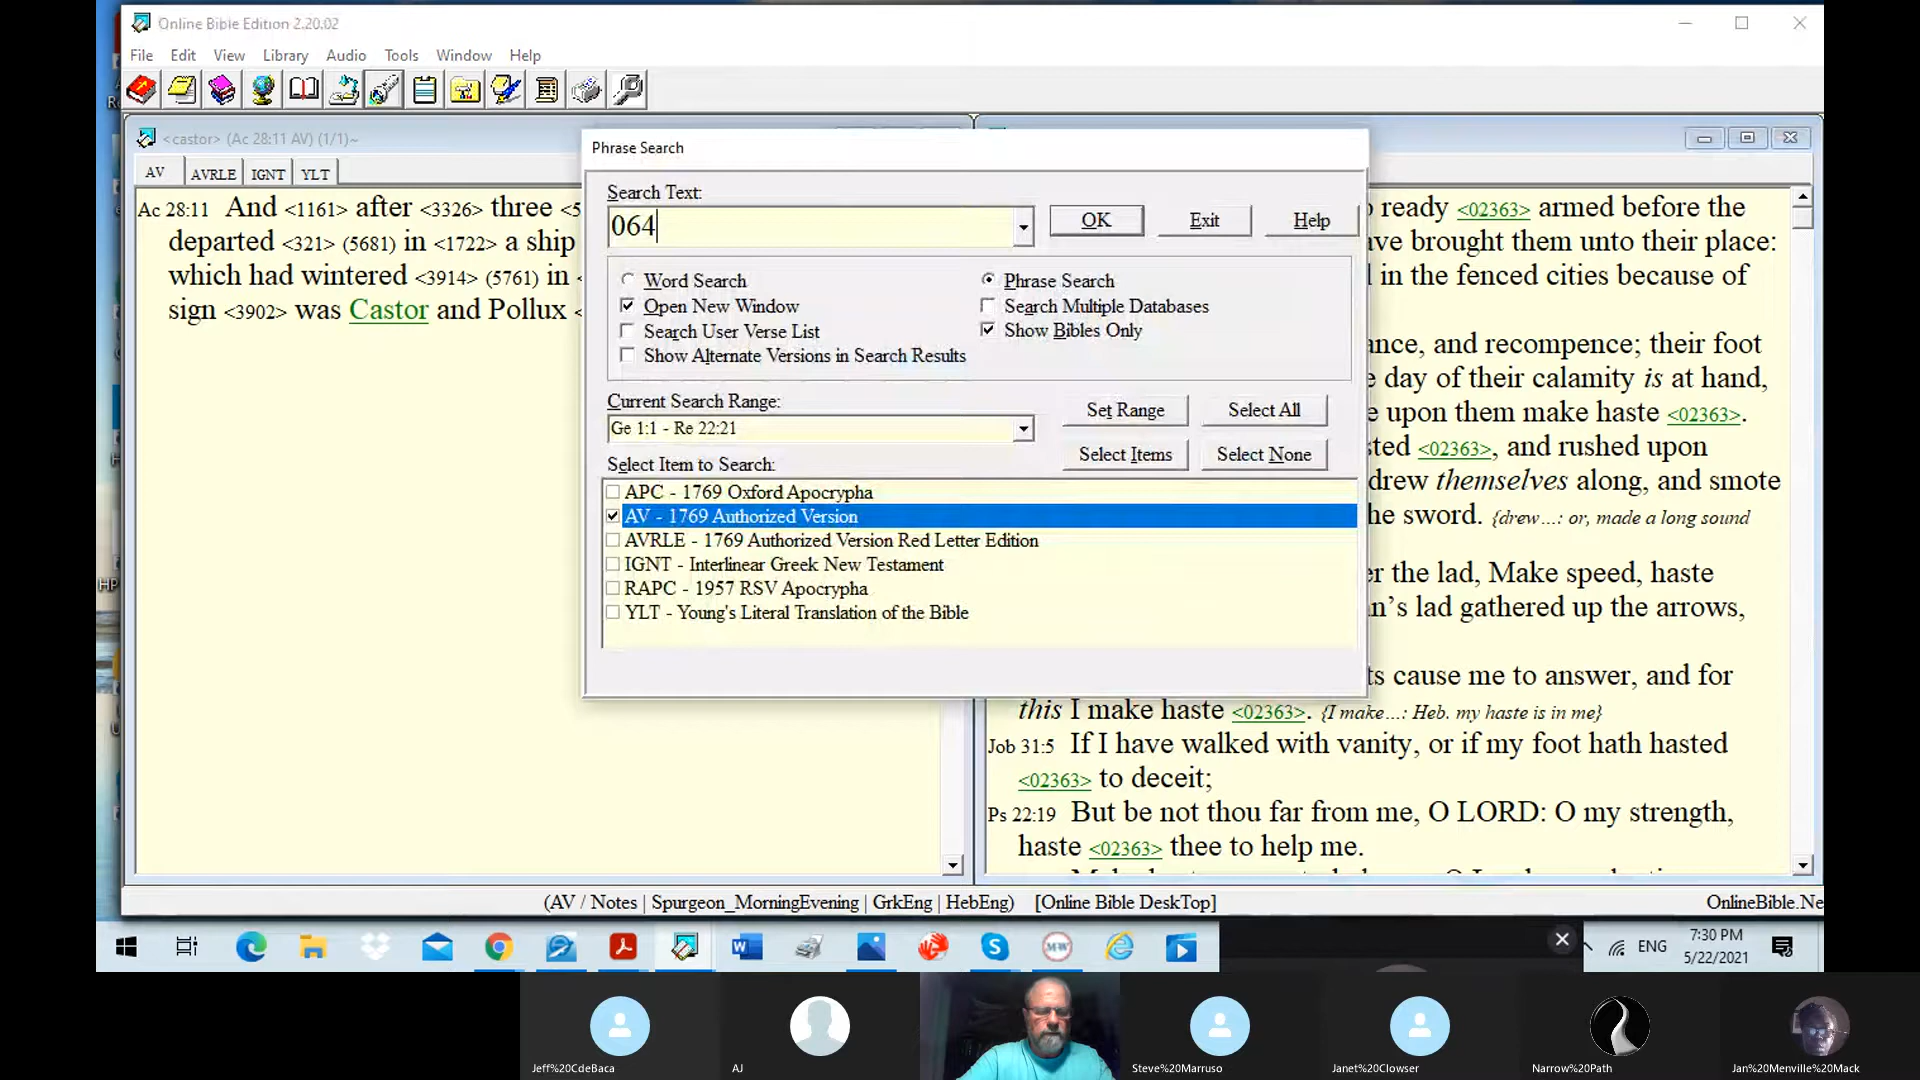 Online Bible Edition 2.20.02
File Edit View Library Audio Tools Window Help
<castor> (Ac 28:11 AV) (1/1)~
AV AVRLE IGNT YLT
Ac 28:11 And <1161> after <3326> three
departed <321> (5681) in <1722> a ship
which had wintered <3914> (5761) in
sign <3902> was Castor and Pollux
Phrase Search
Search Text:
064
OK Exit Help
Word Search
Phrase Search
Open New Window
Search Multiple Databases
Search User Verse List
Show Bibles Only
Show Alternate Versions in Search Results
Current Search Range:
Ge 1:1 - Re 22:21
Set Range Select All
Select Items Select None
Select Item to Search:
APC - 1769 Oxford Apocrypha
AV - 1769 Authorized Version
AVRLE - 1769 Authorized Version Red Letter Edition
IGNT - Interlinear Greek New Testament
RAPC - 1957 RSV Apocrypha
YLT - Young's Literal Translation of the Bible
ready <02363> armed before the
ve brought them unto their place:
in the fenced cities because of
ance, and recompence; their foot
day of their calamity is at hand,
upon them make haste <02363>.
sted <02363>, and rushed upon
drew themselves along, and smote
he sword. {drew…: or, made a long sound
er the lad, Make speed, haste
n's lad gathered up the arrows,
ts cause me to answer, and for
this I make haste <02363>. {I make…: Heb. my haste is in me}
Job 31:5 If I have walked with vanity, or if my foot hath hasted
<02363> to deceit;
Ps 22:19 But be not thou far from me, O LORD: O my strength,
haste <02363> thee to help me.
(AV / Notes | Spurgeon_MorningEvening | GrkEng | HebEng) [Online Bible DeskTop]
OnlineBible.Ne
ENG
7:30 PM
5/22/2021
Jeff%20CdeBaca
AJ
Steve%20Marruso
Janet%20Clowser
Narrow%20Path
Jan%20Menville%20Mack